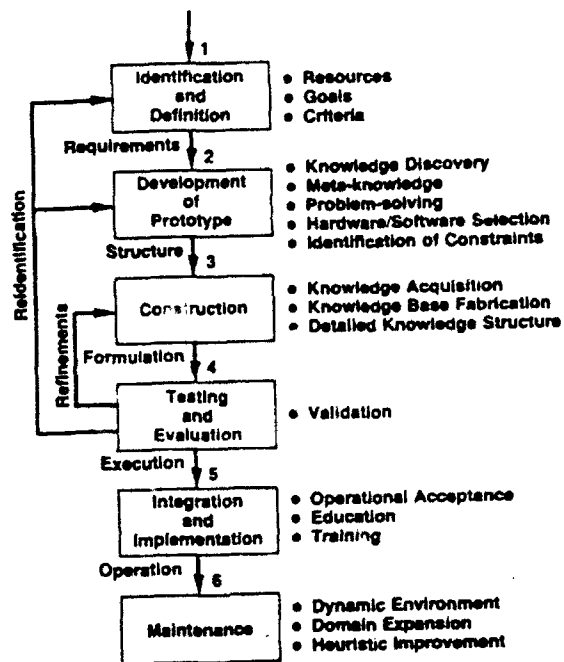 1
Identification
and
Definition
• Resources
• Goals
• Criteria
Requirements
2
Development
of
Prototype
• Knowledge Discovery
• Meta-knowledge
• Problem-solving
• Hardware/Software Selection
• Identification of Constraints
Structure
3
Construction
• Knowledge Acquisition
• Knowledge Base Fabrication
• Detailed Knowledge Structure
Reidentification
Refinements
Formulation
4
Testing
and
Evaluation
• Validation
Execution
5
Integration
and
Implementation
• Operational Acceptance
• Education
• Training
Operation
6
Maintenance
• Dynamic Environment
• Domain Expansion
• Heuristic Improvement